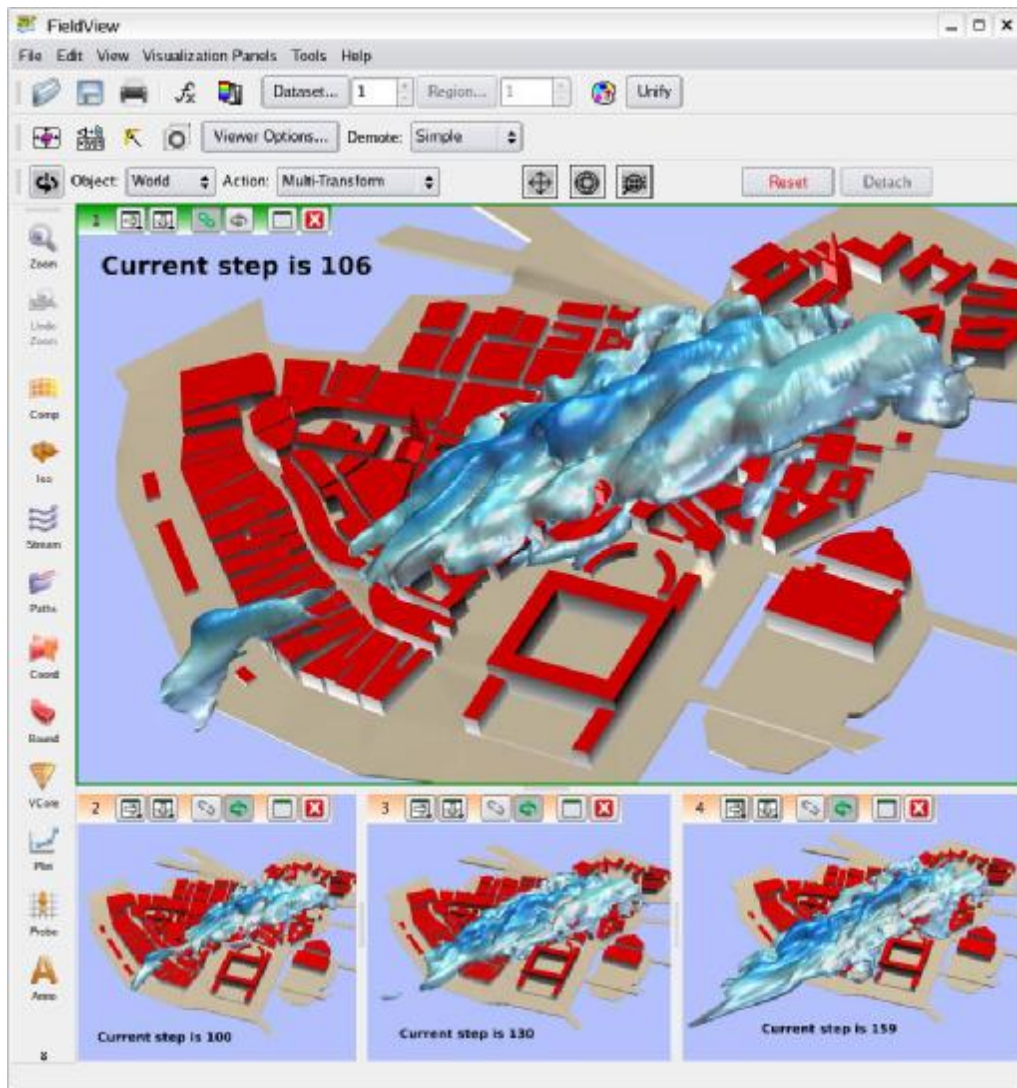 FieldView
File Edit View Visualization Panels Tools Help
Dataset... 1 Region... 1 Unify
Viewer Options... Demote: Simple
Object: World Action: Multi-Transform Reset Detach
1
Current step is 106
Zoom
Undo
Zoom
Comp
Iso
Stream
Paths
Coord
Bound
VCore
Plot
Probe
Anno
2 3 4
Current step is 100
Current step is 130
Current step is 159